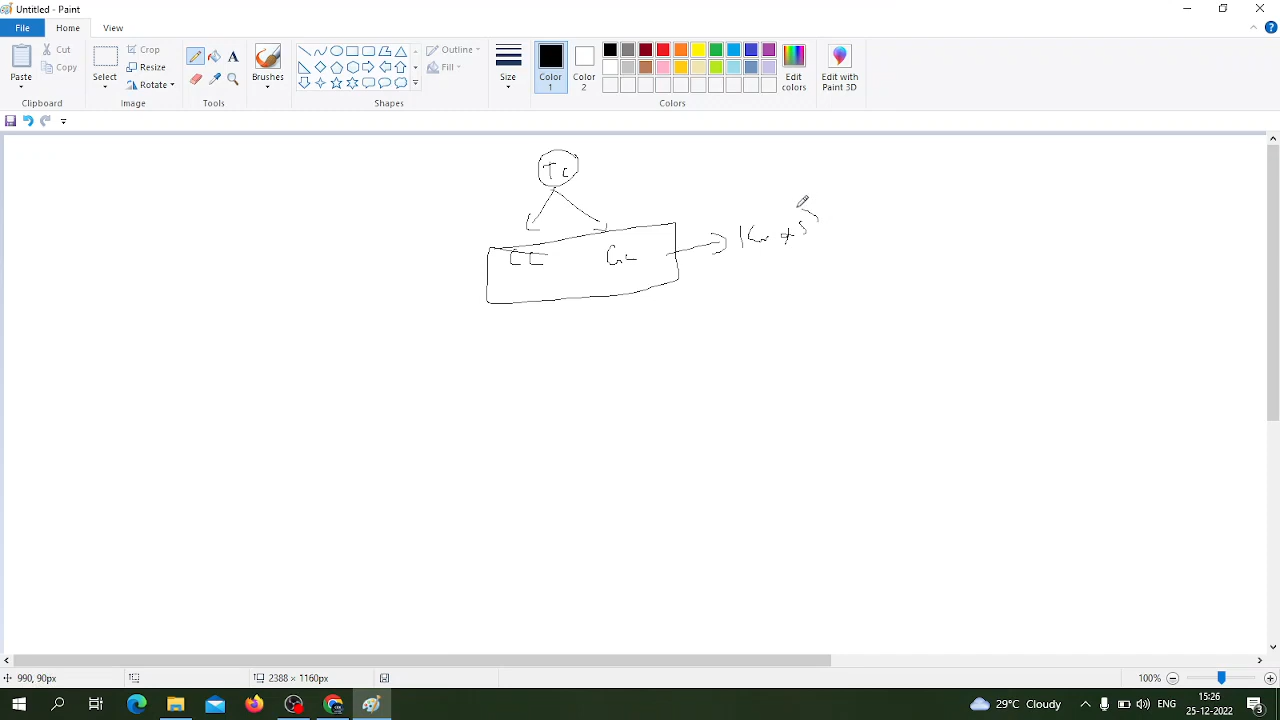 Untitled - Paint
File
Home
View
Paste
Cut
Copy
Clipboard
Select
Crop
Resize
Rotate
Image
Tools
Brushes
Shapes
Outline
Fill
Size
Color 1
Color 2
Edit colors
Colors
Edit with Paint 3D
TC
CC
990, 90px
2388 × 1160px
100%
29°C Cloudy
ENG
15:26
25-12-2022
3